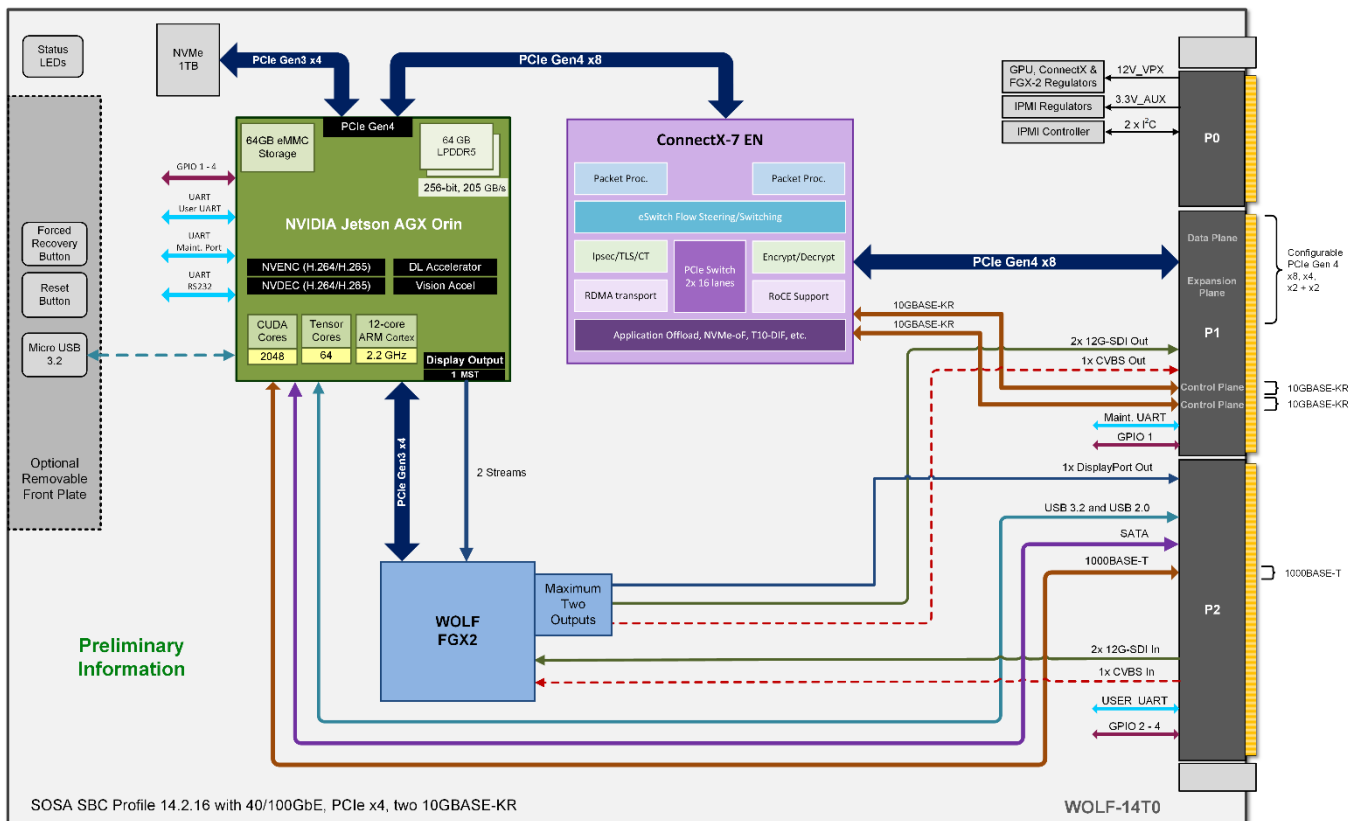 Status
LEDs
NVMe
1TB
PCIe Gen3 x4
PCIe Gen4 x8
GPU, ConnectX &
FGX-2 Regulators
12V_VPX
IPMI Regulators
3.3V_AUX
IPMI Controller
2 x I²C
P0
64GB eMMC
Storage
PCIe Gen4
64 GB
LPDDR5
256-bit, 205 GB/s
GPIO 1 - 4
UART
User UART
UART
Maint. Port
UART
RS232
NVIDIA Jetson AGX Orin
NVENC (H.264/H.265)
DL Accelerator
NVDEC (H.264/H.265)
Vision Accel
CUDA
Cores
2048
Tensor
Cores
64
12-core
ARM Cortex
2.2 GHz
Display Output
1 MST
ConnectX-7 EN
Packet Proc.
Packet Proc.
eSwitch Flow Steering/Switching
Ipsec/TLS/CT
PCIe Switch
2x 16 lanes
Encrypt/Decrypt
RDMA transport
RoCE Support
Application Offload, NVMe-oF, T10-DIF, etc.
PCIe Gen4 x8
10GBASE-KR
10GBASE-KR
2x 12G-SDI Out
1x CVBS Out
Maint. UART
GPIO 1
Data Plane
Expansion
Plane
P1
Control Plane
Control Plane
Configurable
PCIe Gen 4
x8, x4,
x2 + x2
10GBASE-KR
10GBASE-KR
Forced
Recovery
Button
Reset
Button
Micro USB
3.2
Optional
Removable
Front Plate
PCIe Gen3 x4
2 Streams
WOLF
FGX2
Maximum
Two
Outputs
1x DisplayPort Out
USB 3.2 and USB 2.0
SATA
1000BASE-T
2x 12G-SDI In
1x CVBS In
USER UART
GPIO 2 - 4
P2
1000BASE-T
Preliminary
Information
SOSA SBC Profile 14.2.16 with 40/100GbE, PCIe x4, two 10GBASE-KR
WOLF-14T0